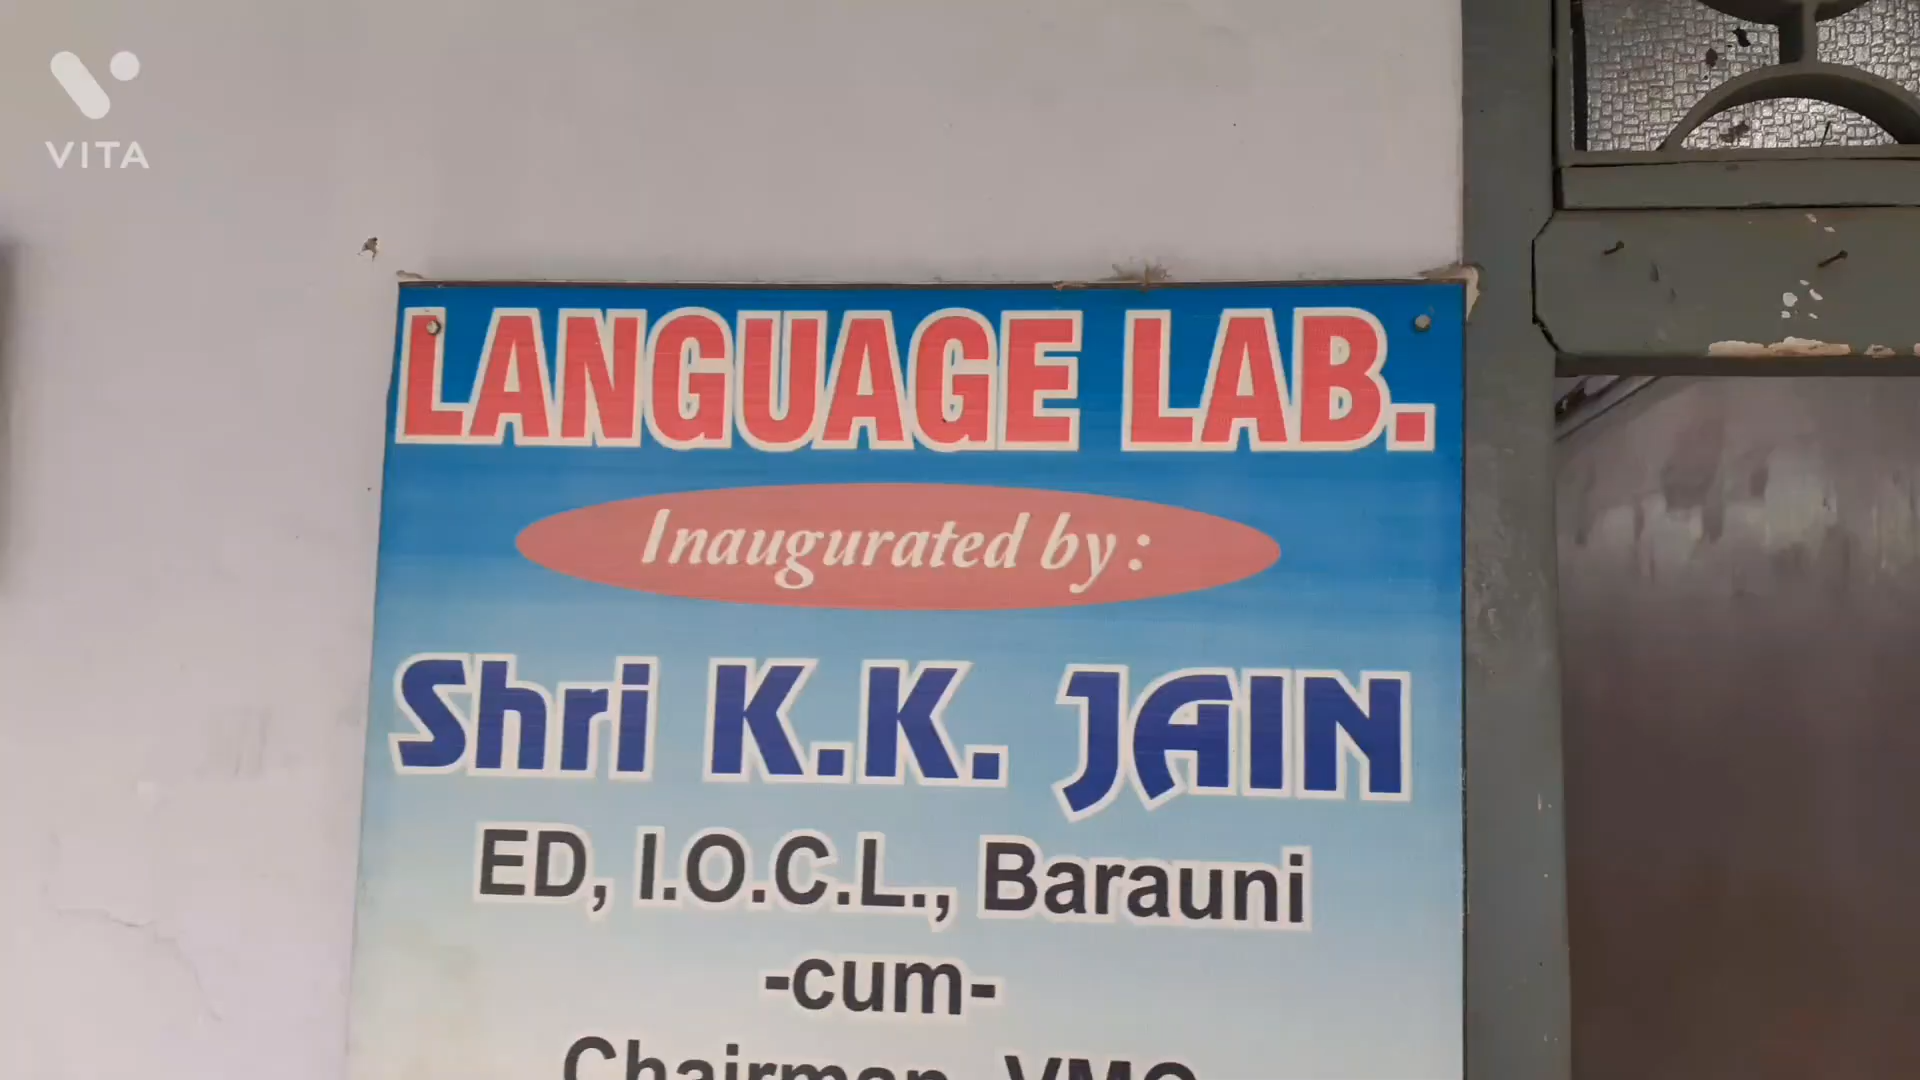 VITA
LANGUAGE LAB.
Inaugurated by:
Shri K.K. JAIN
ED, I.O.C.L., Barauni
-cum-
Chairman, VMC